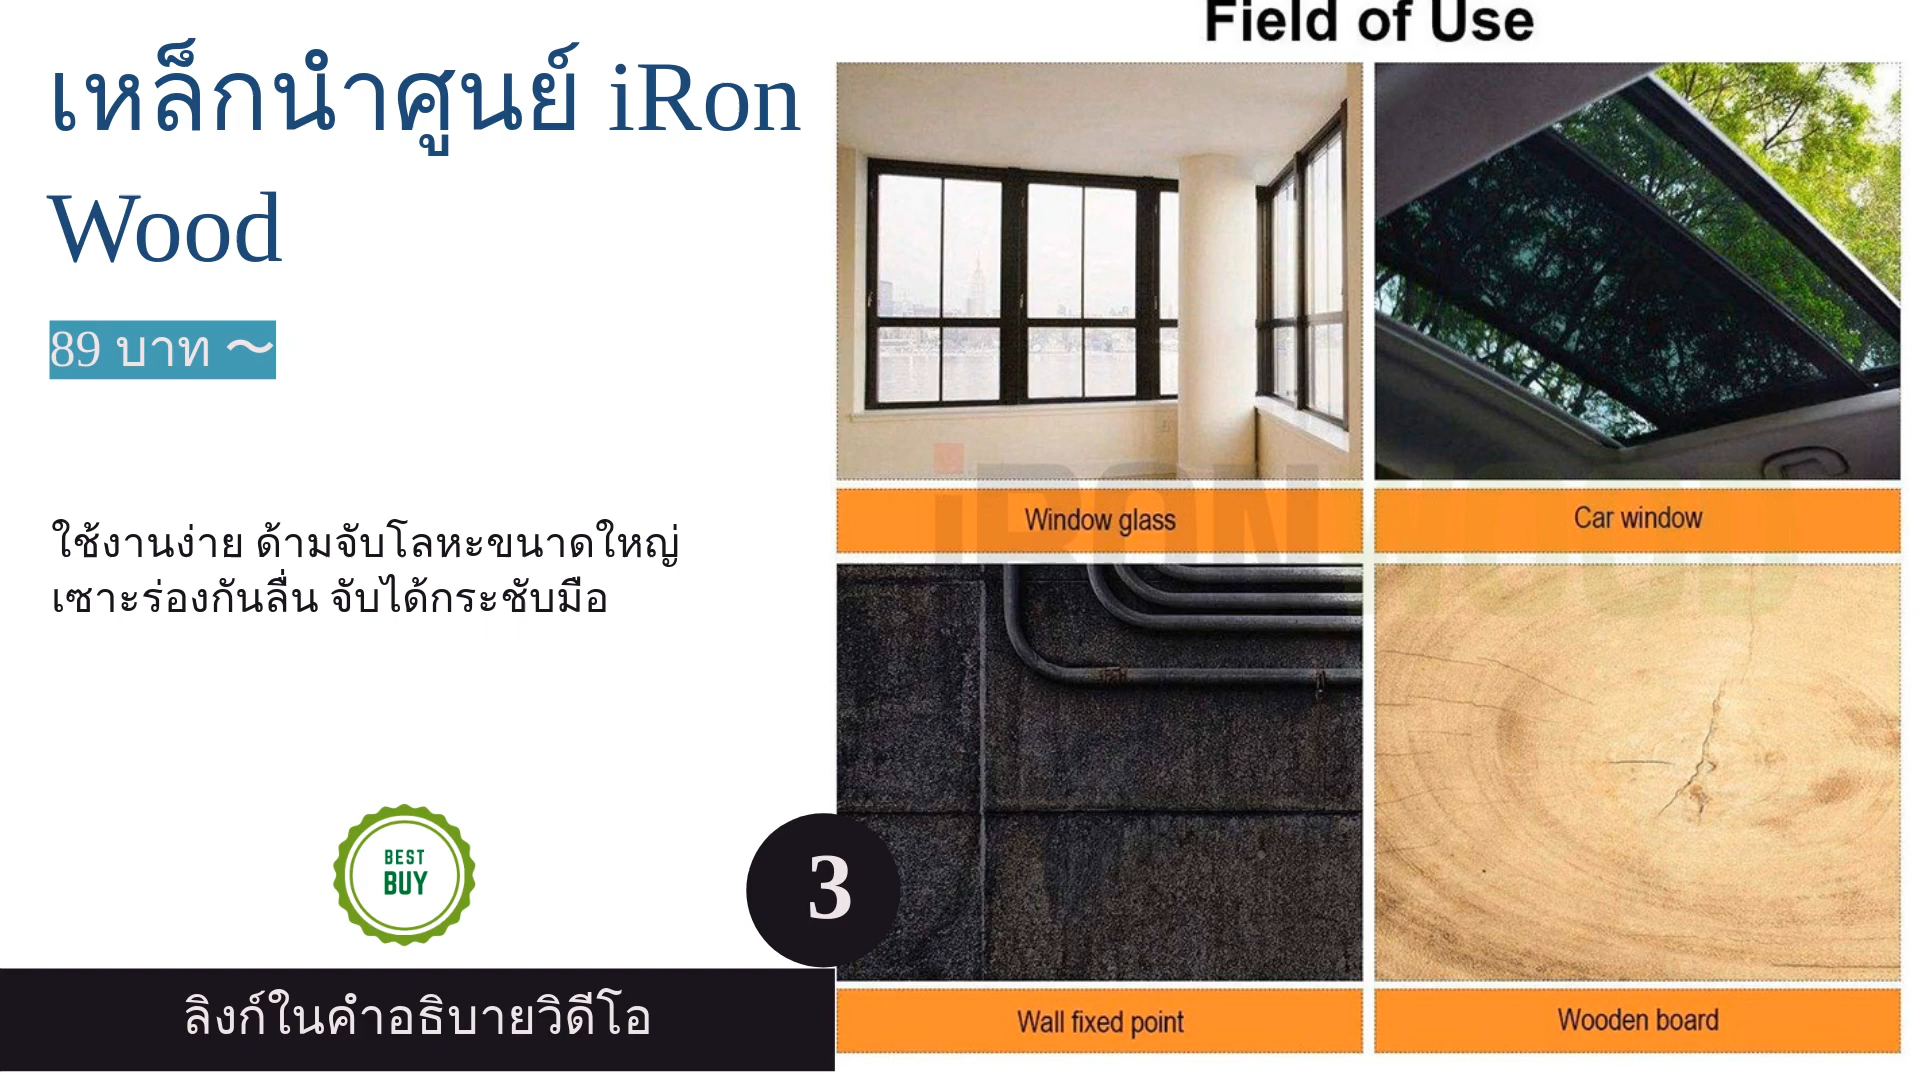 เหล็กนำศูนย์ iRon
Wood
89 บาท ～
ใช้งานง่าย ด้ามจับโลหะขนาดใหญ่
เซาะร่องกันลื่น จับได้กระชับมือ
BEST
BUY
3
ลิงก์ในคำอธิบายวิดีโอ
Field of Use
Window glass
Car window
iRON WOOD
Wall fixed point
Wooden board